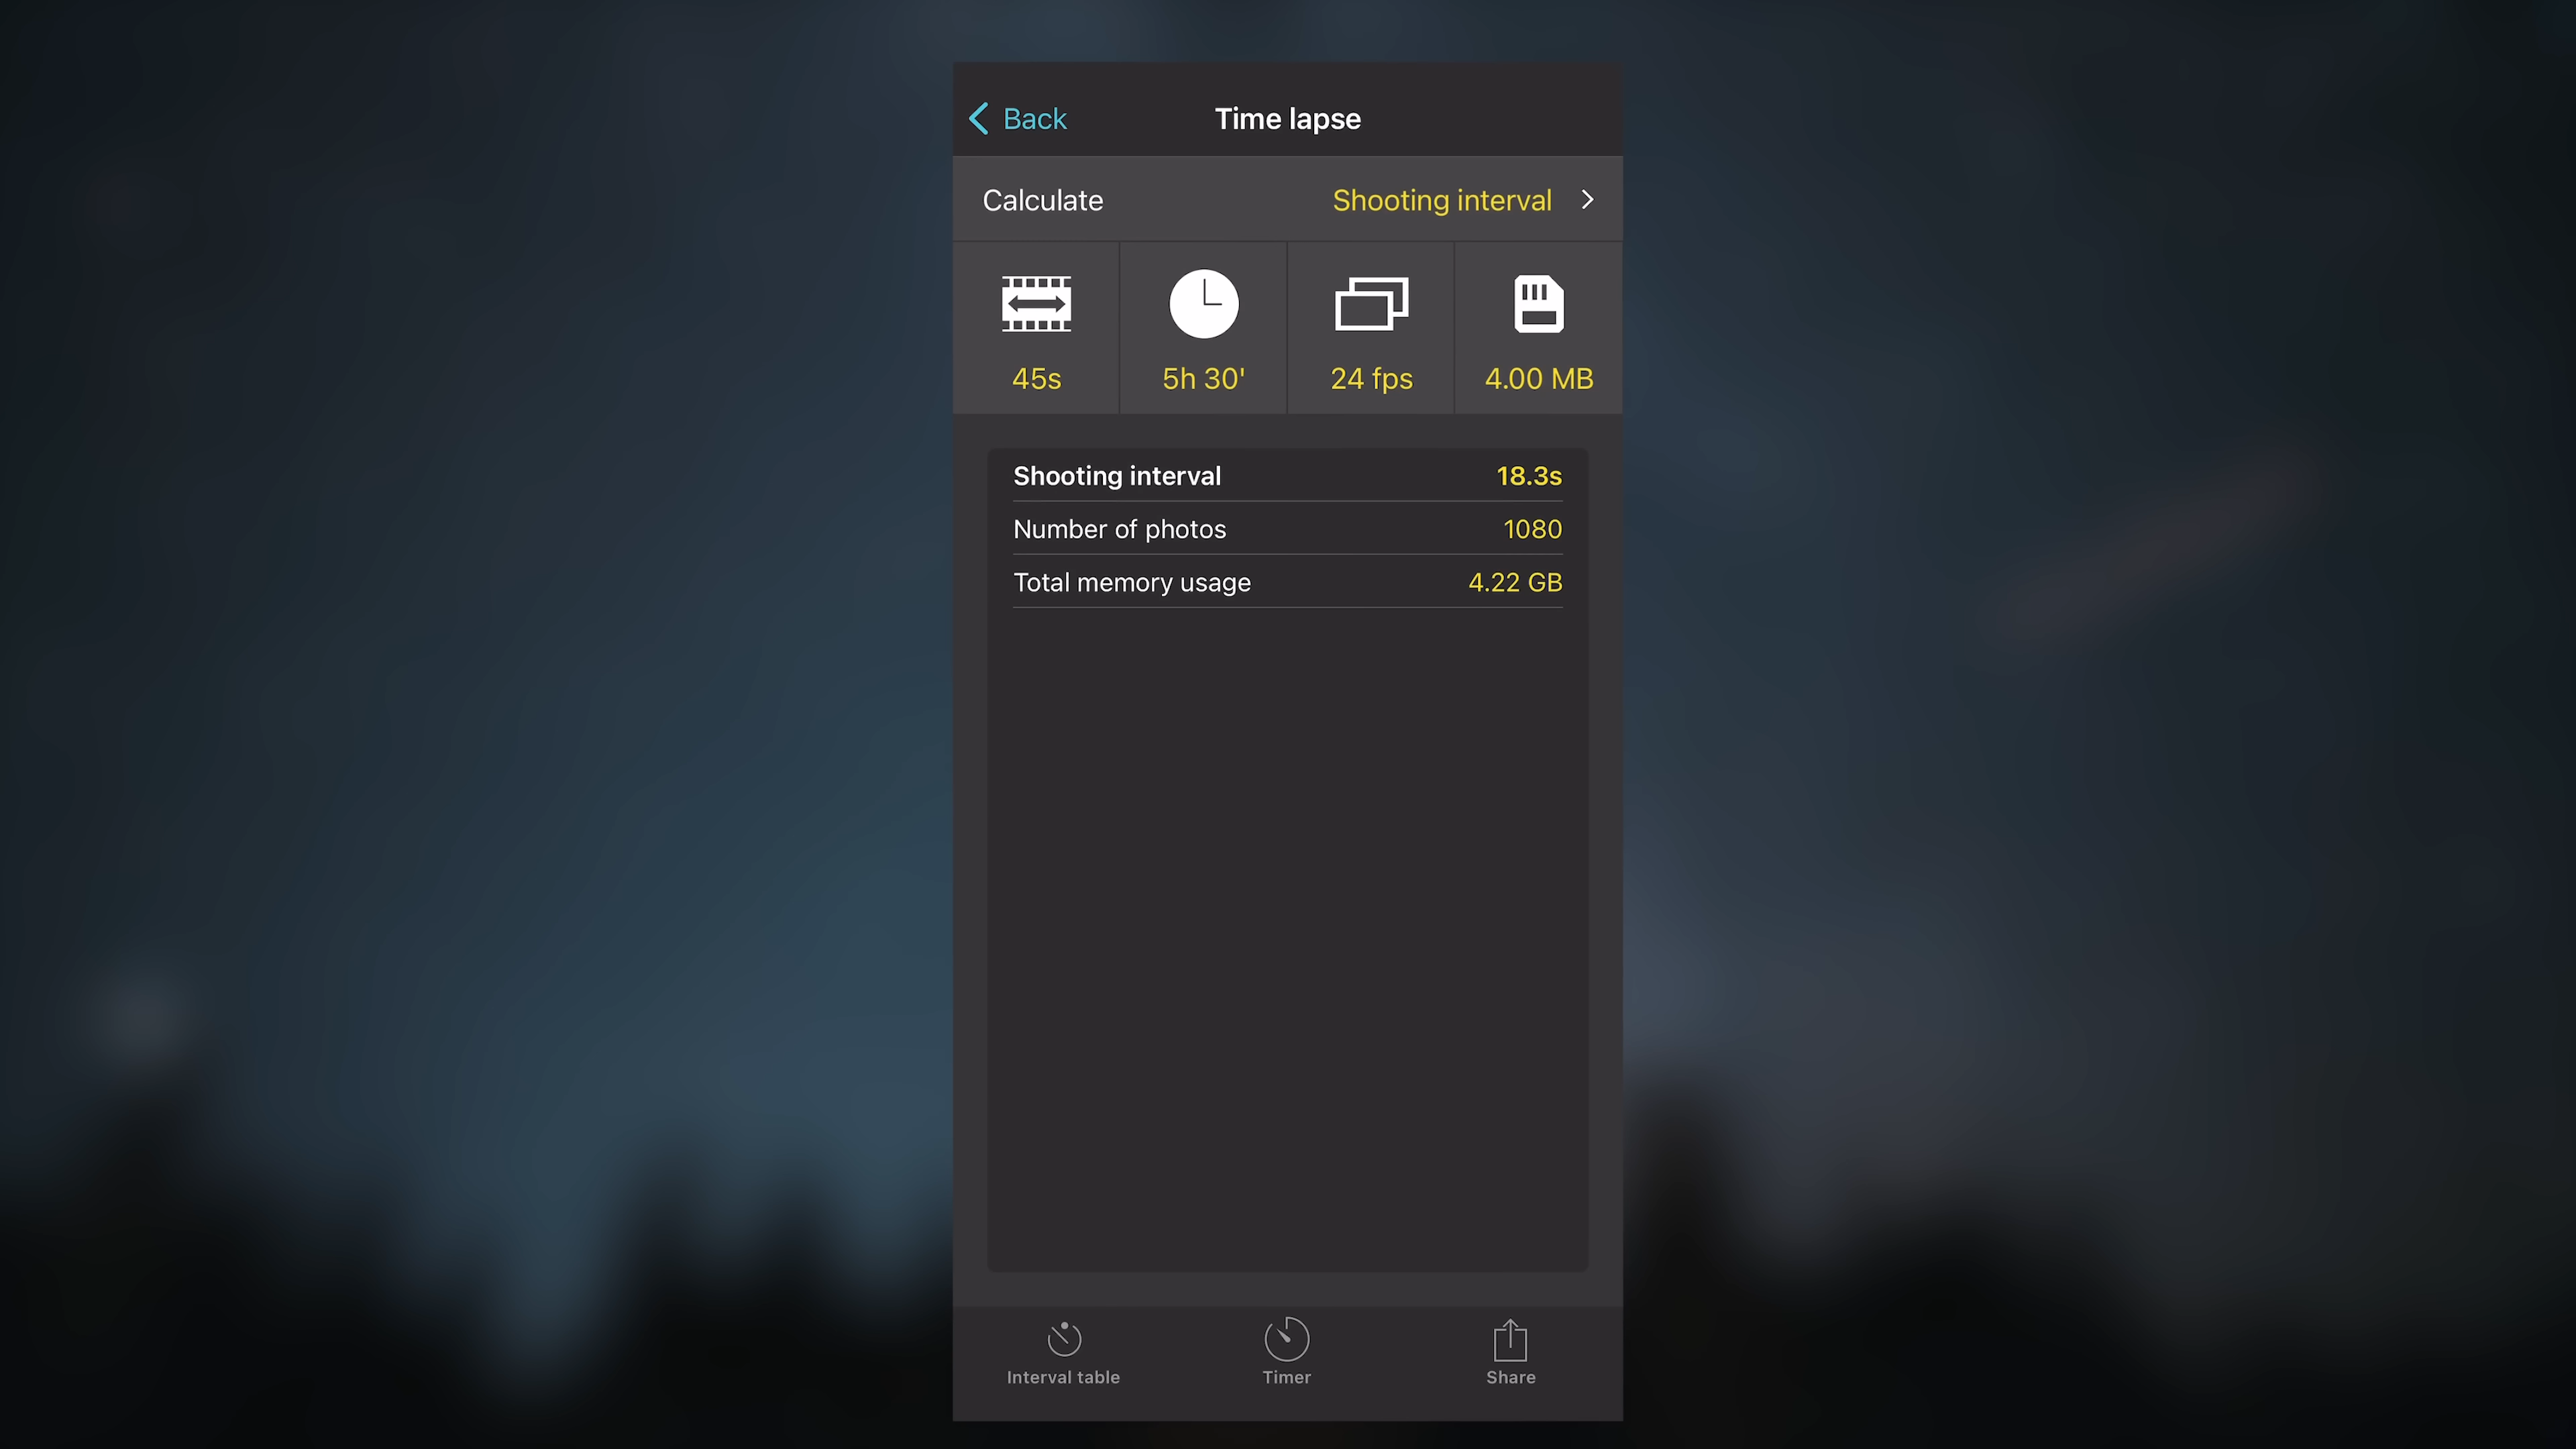 Back
Time lapse
Calculate
Shooting interval
45s
5h 30'
24 fps
4.00 MB
Shooting interval 18.3s
Number of photos 1080
Total memory usage 4.22 GB
Interval table
Timer
Share